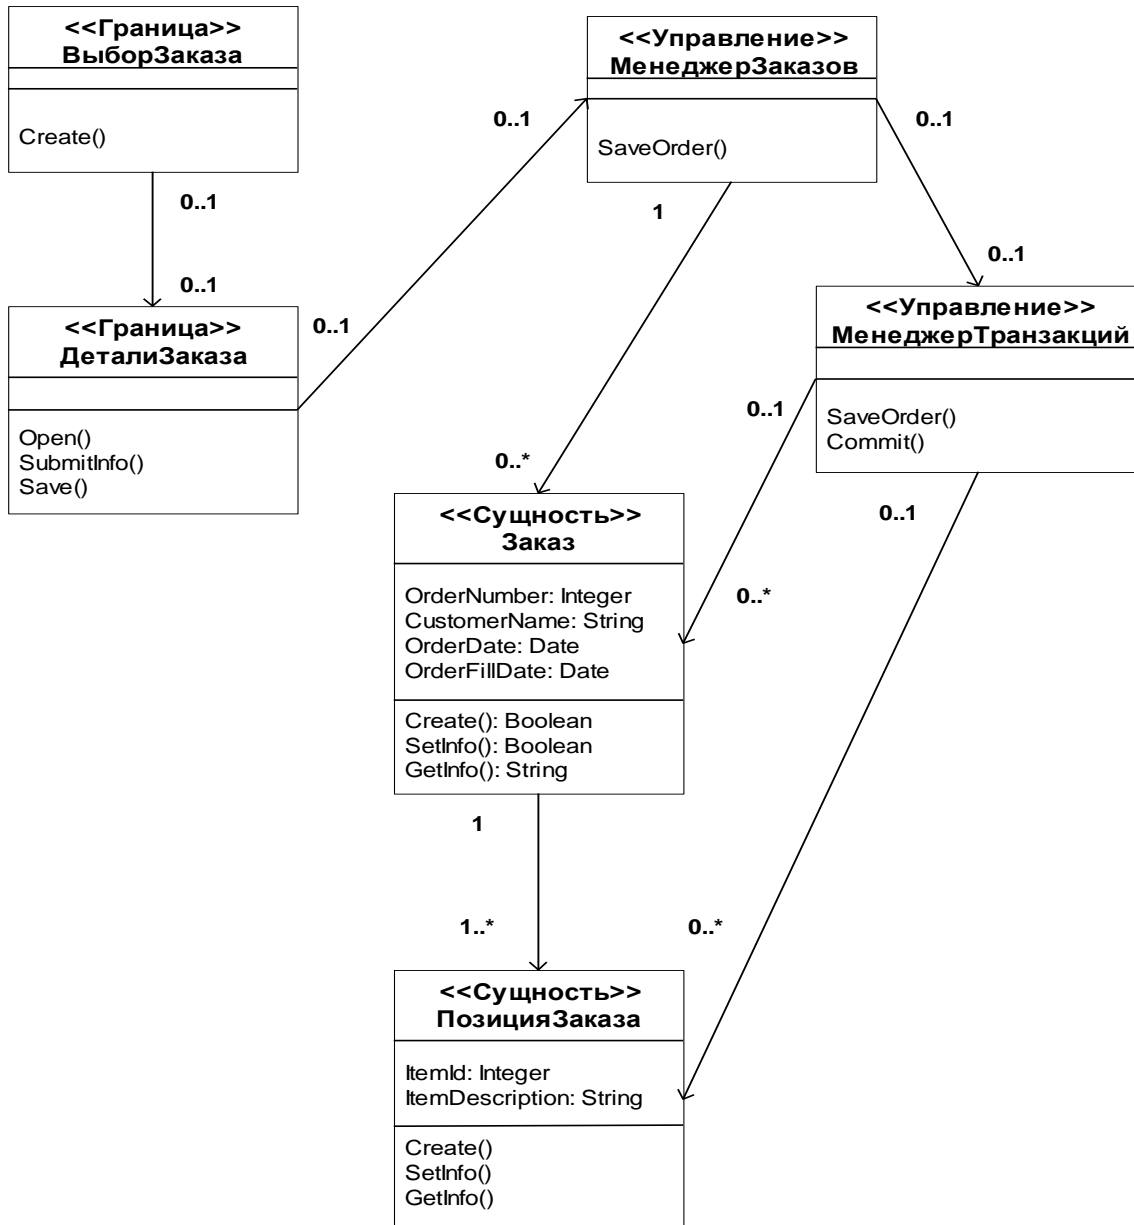 <<Граница>>
ВыборЗаказа
Create()
0..1
0..1
<<Граница>>
ДеталиЗаказа
Open()
SubmitInfo()
Save()
0..1
0..1
<<Управление>>
МенеджерЗаказов
SaveOrder()
0..1
0..1
1
0..*
<<Управление>>
МенеджерТранзакций
SaveOrder()
Commit()
0..1
0..*
0..1
0..*
<<Сущность>>
Заказ
OrderNumber: Integer
CustomerName: String
OrderDate: Date
OrderFillDate: Date
Create(): Boolean
SetInfo(): Boolean
GetInfo(): String
1
1..*
<<Сущность>>
ПозицияЗаказа
ItemId: Integer
ItemDescription: String
Create()
SetInfo()
GetInfo()